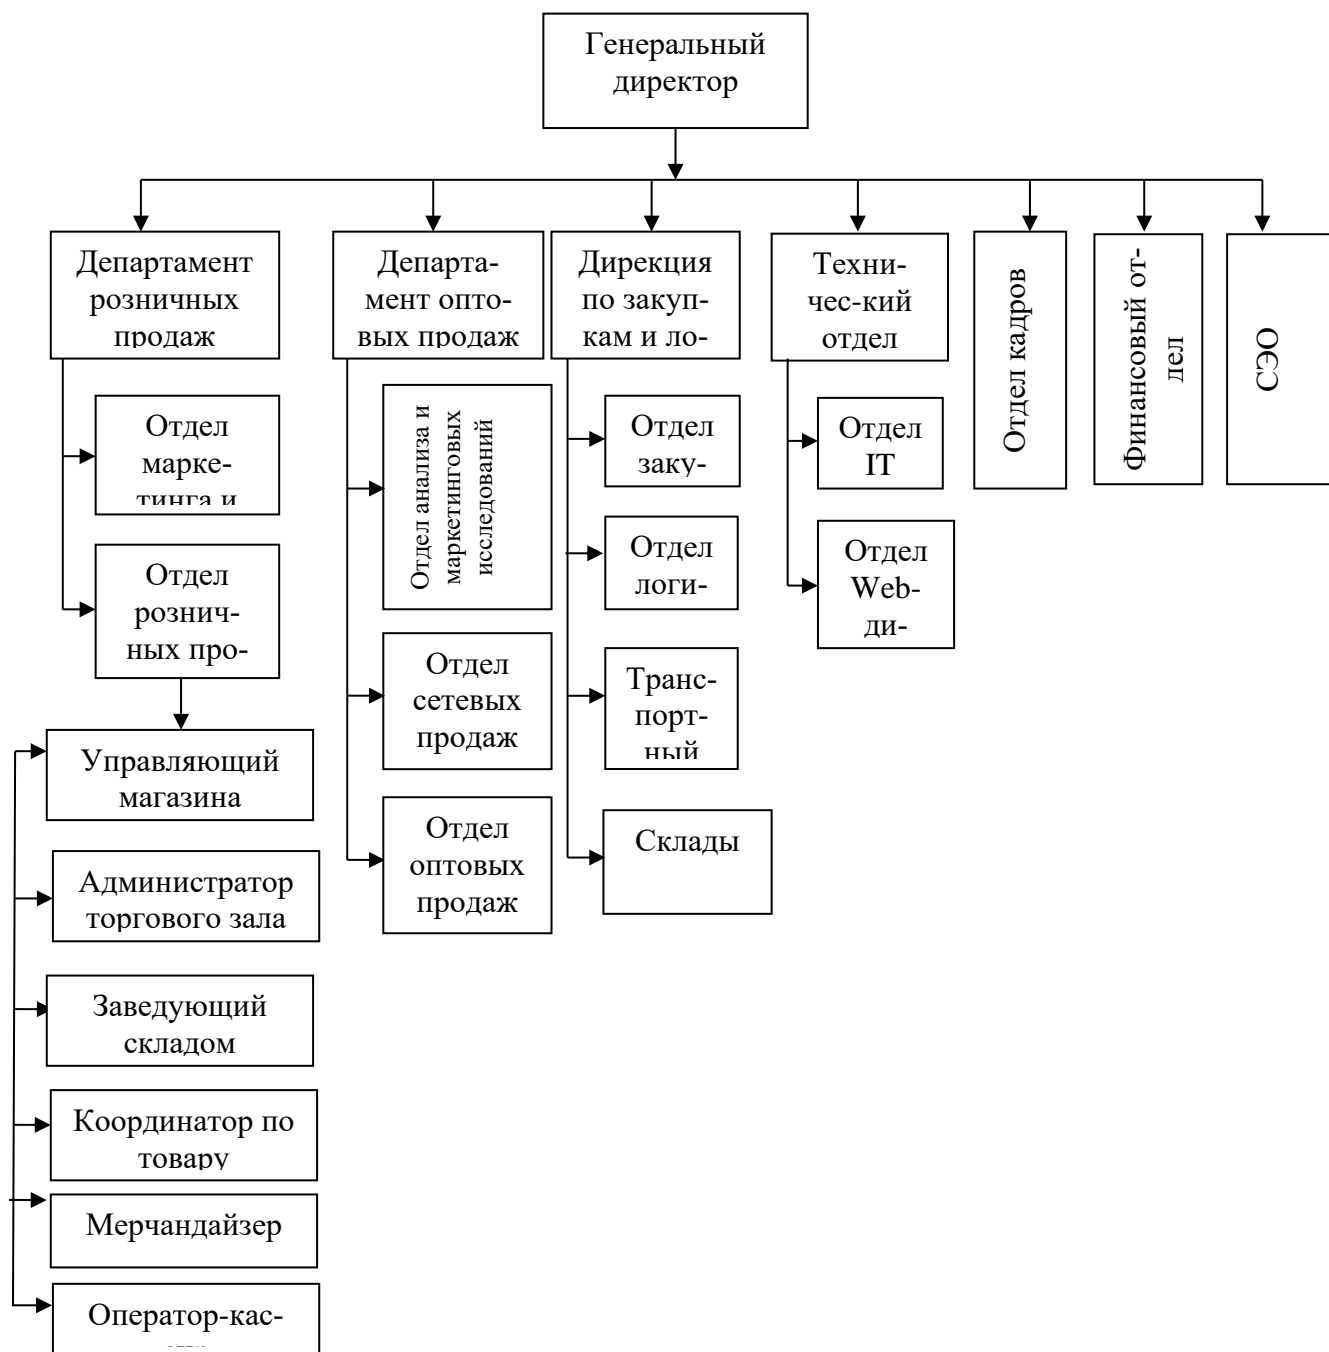 Генеральный
директор
Департамент
розничных
продаж
Департа-
мент опто-
вых продаж
Дирекция
по закуп-
кам и ло-
Техни-
чес-кий
отдел
Отдел кадров
Финансовый от-
дел
СЭО
Отдел
марке-
тинга и
Отдел
рознич-
ных про-
Управляющий
магазина
Администратор
торгового зала
Заведующий
складом
Координатор по
товару
Мерчандайзер
Оператор-кас-
Отдел анализа и
маркетинговых
исследований
Отдел
сетевых
продаж
Отдел
оптовых
продаж
Отдел
заку-
Отдел
логи-
Транс-
порт-
ный
Склады
Отдел
IT
Отдел
Web-
ди-